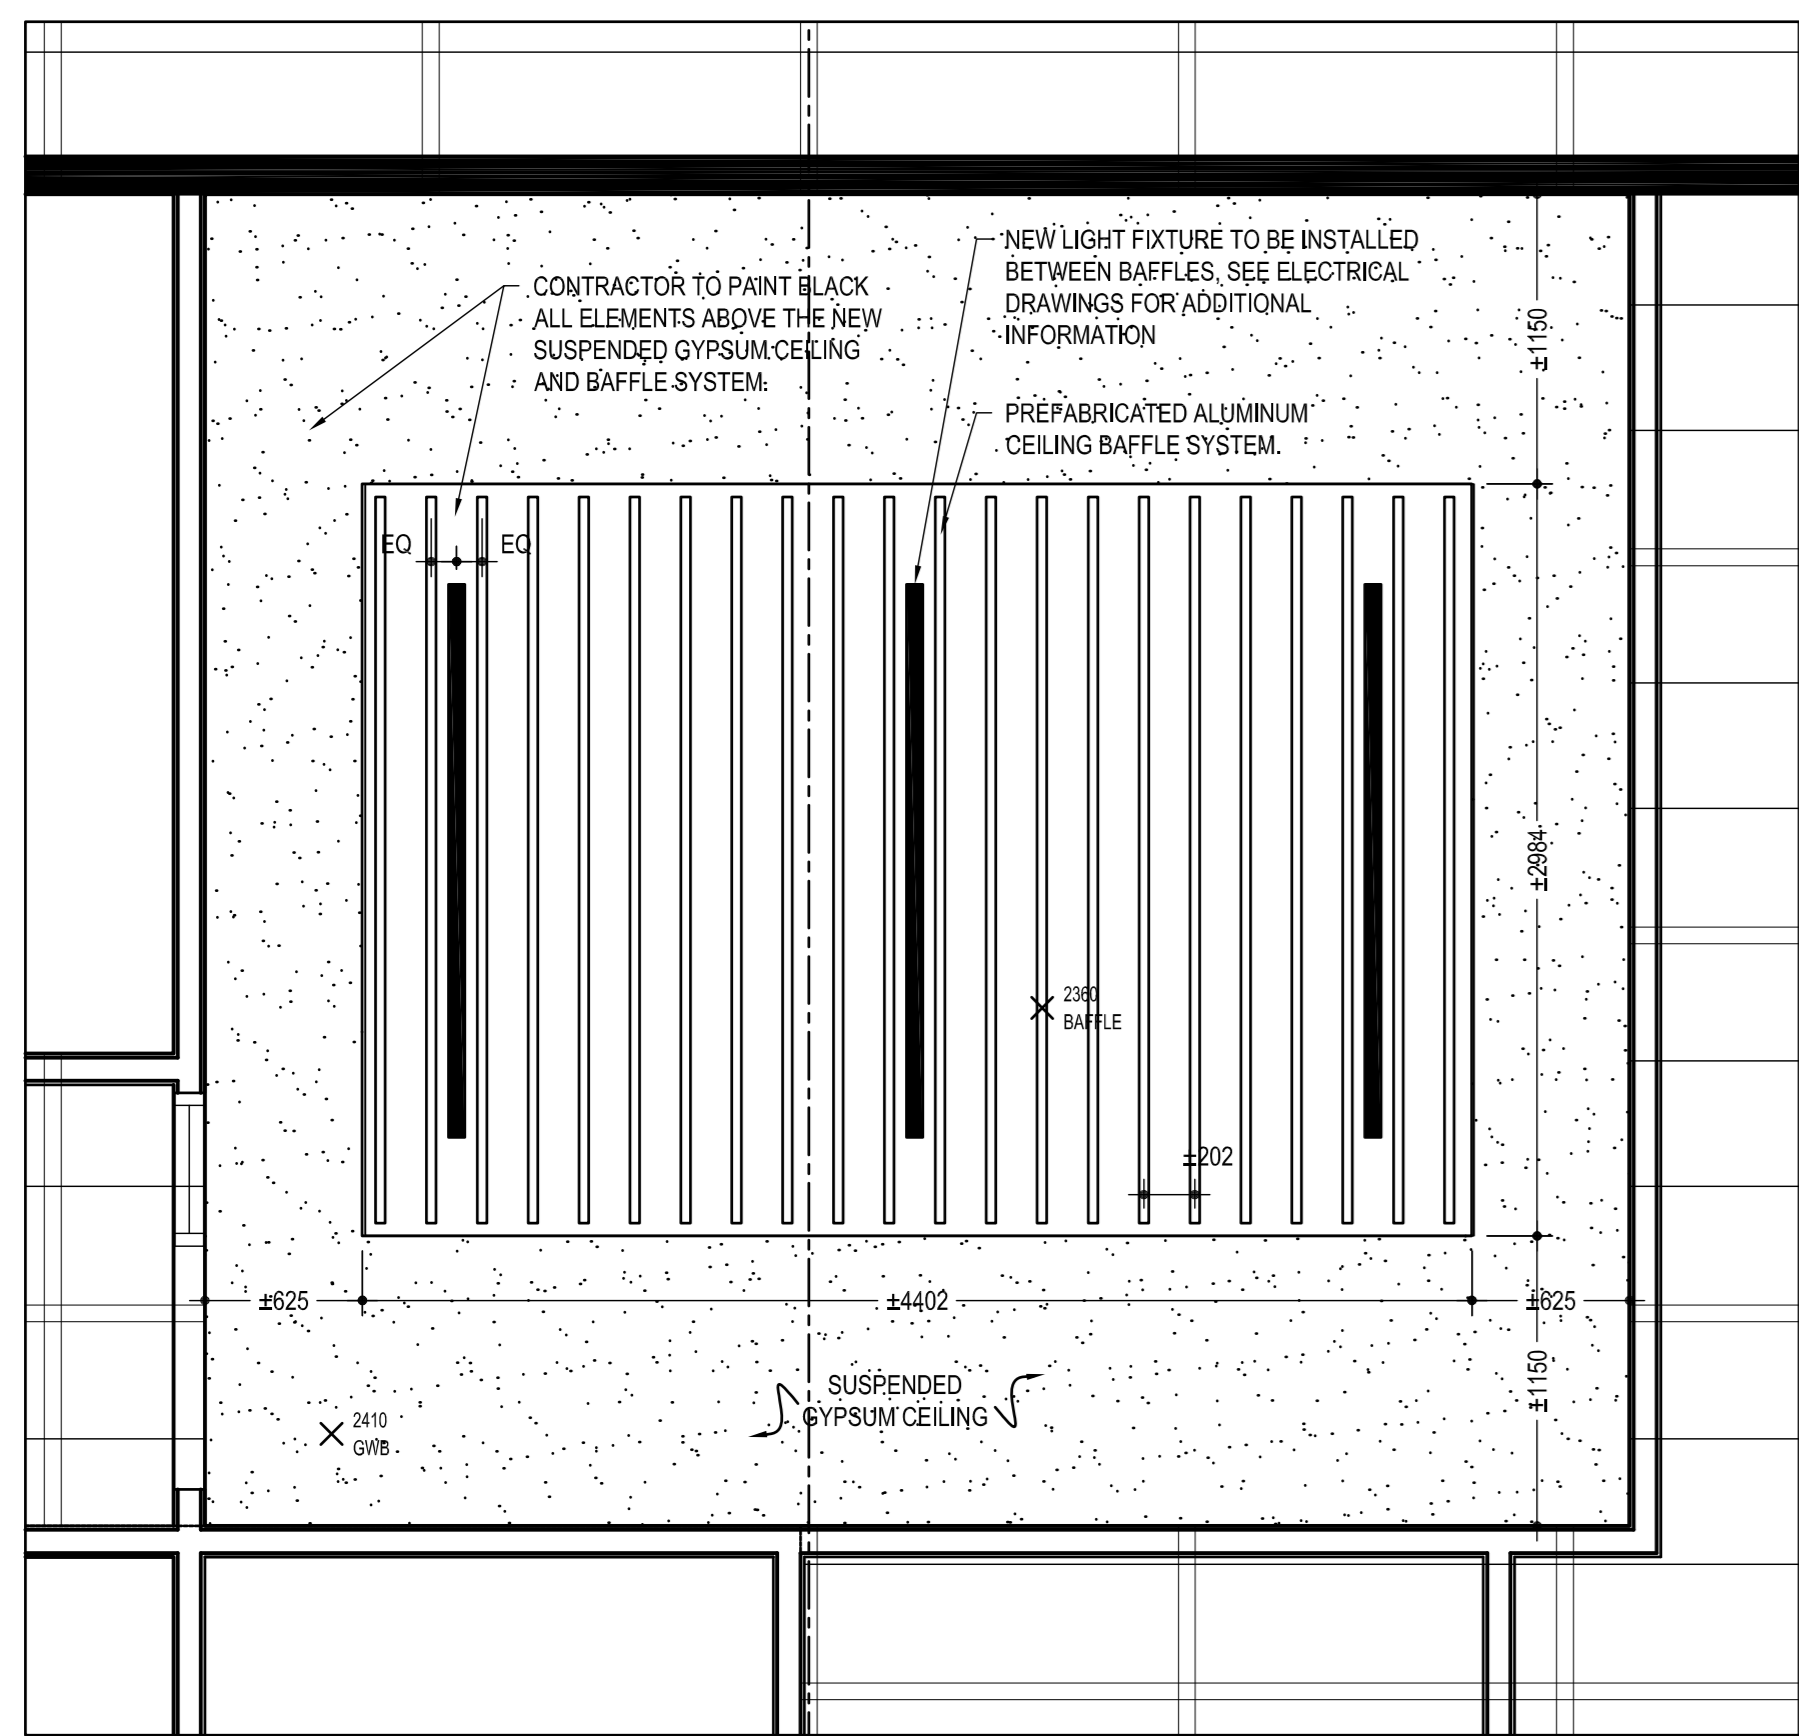 NEW LIGHT FIXTURE TO BE INSTALLED
BETWEEN BAFFLES, SEE ELECTRICAL
DRAWINGS FOR ADDITIONAL
INFORMATION
CONTRACTOR TO PAINT BLACK
ALL ELEMENTS ABOVE THE NEW
SUSPENDED GYPSUM CEILING
AND BAFFLE SYSTEM.
±1150
PREFABRICATED ALUMINUM
CEILING BAFFLE SYSTEM.
EQ EQ
±2984
2360
BAFFLE
±202
±625 ±4402 ±625
±1150
SUSPENDED
GYPSUM CEILING
2410
GWB